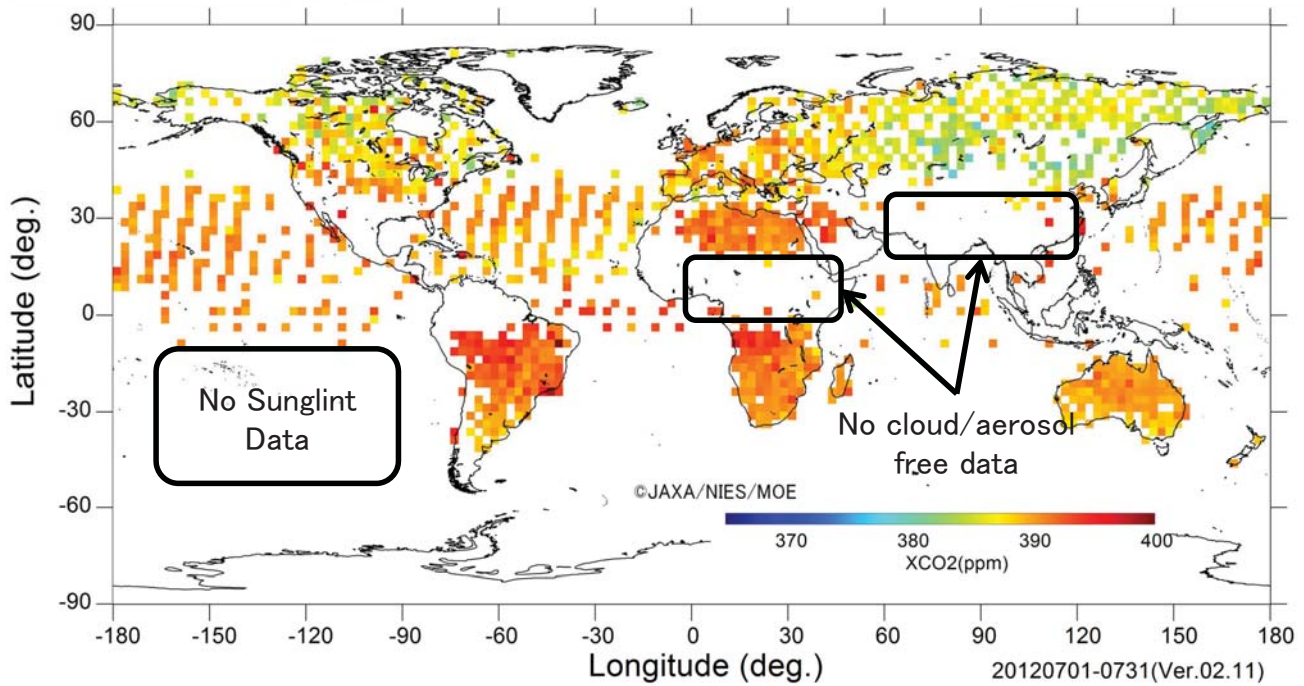 90
60
30
0
-30
-60
-90
Latitude (deg.)
No Sunglint
Data
No cloud/aerosol
free data
©JAXA/NIES/MOE
370
380
390
400
XCO2(ppm)
-180
-150
-120
-90
-60
-30
0
30
60
90
120
150
180
Longitude (deg.)
20120701-0731(Ver.02.11)